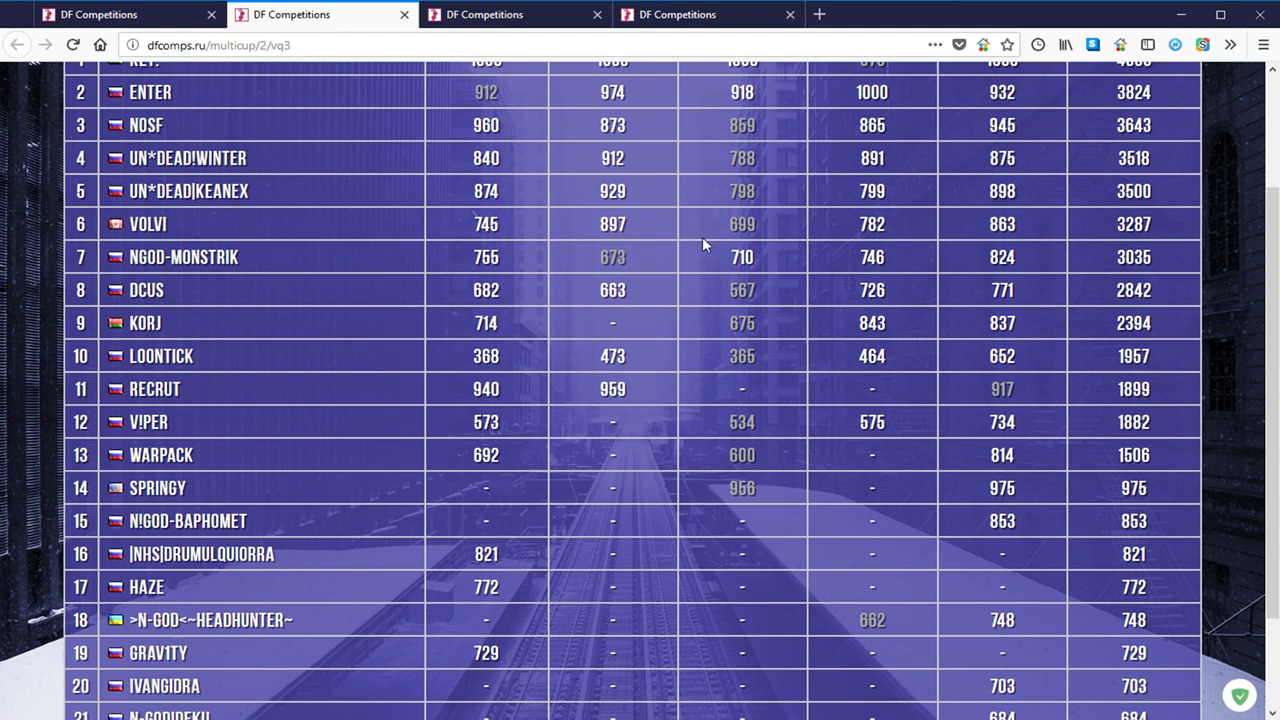 DF Competitions DF Competitions DF Competitions DF Competitions
dfcomps.ru/multicup/2/vq3
2 ENTER 912 974 918 1000 932 3824
3 NOSF 960 873 859 865 945 3643
4 UN*DEAD!WINTER 840 912 788 891 875 3518
5 UN*DEAD|KEANEX 874 929 798 799 898 3500
6 VOLVI 745 897 699 782 863 3287
7 NGOD-MONSTRIK 755 673 710 746 824 3035
8 DCUS 682 663 567 726 771 2842
9 KORJ 714 - 675 843 837 2394
10 LOONTICK 368 473 365 464 652 1957
11 RECRUT 940 959 - - 917 1899
12 V!PER 573 - 534 575 734 1882
13 WARPACK 692 - 600 - 814 1506
14 SPRINGY - - 956 - 975 975
15 N!GOD-BAPHOMET - - - - 853 853
16 |NHS|DRUMULQUIORRA 821 - - - - 821
17 HAZE 772 - - - - 772
18 >N-GOD<~HEADHUNTER~ - - - 662 748 748
19 GRAV1TY 729 - - - - 729
20 IVANGIDRA - - - - 703 703